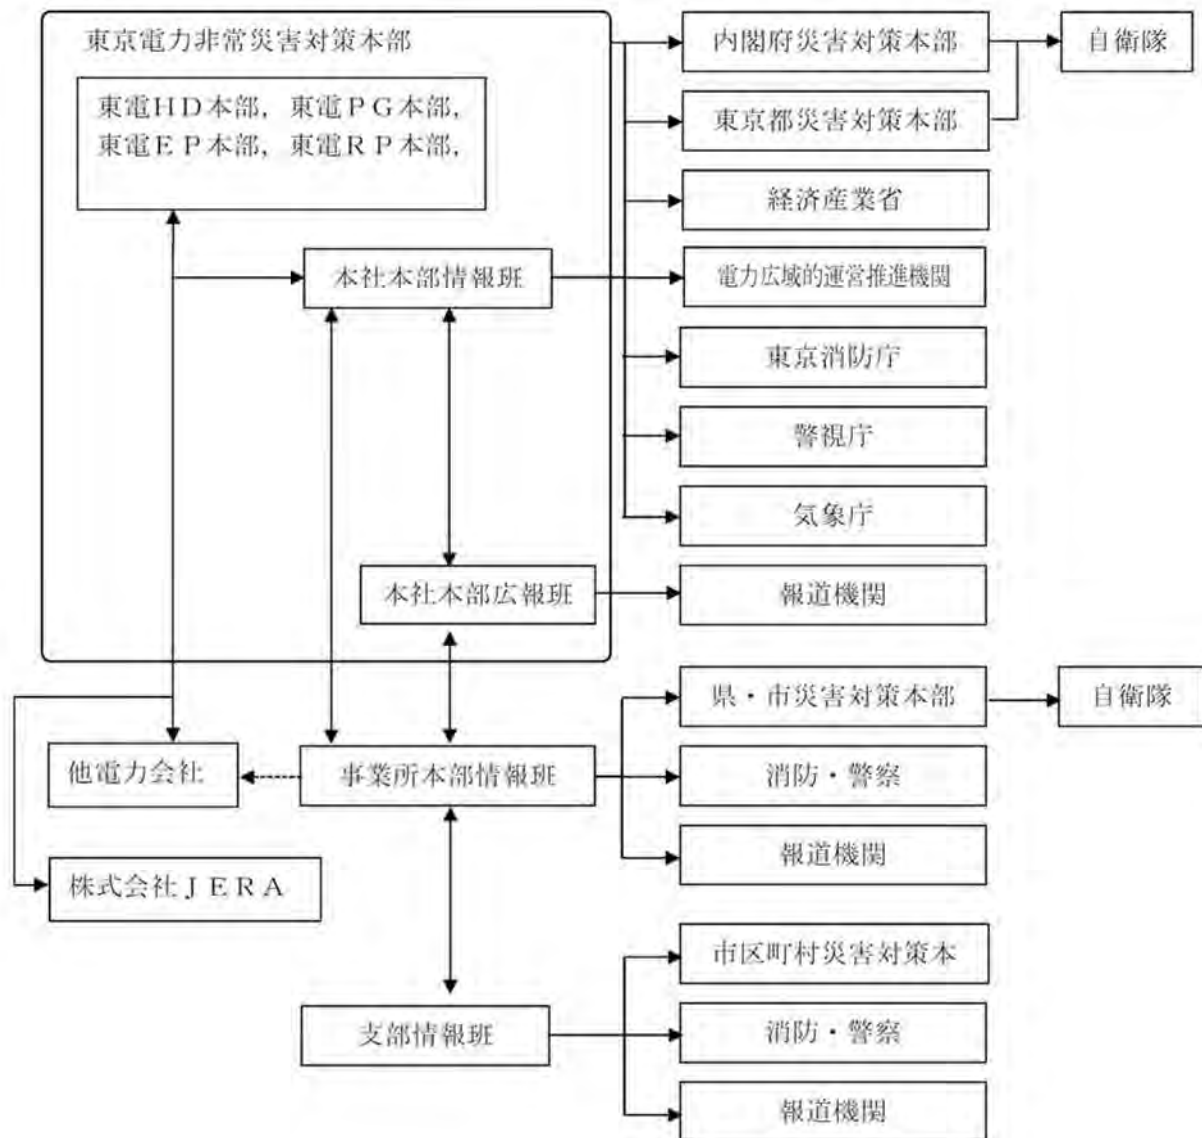 東京電力非常災害対策本部
東電HD本部，東電PG本部，
東電EP本部，東電RP本部，
本社本部情報班
本社本部広報班
内閣府災害対策本部
自衛隊
東京都災害対策本部
経済産業省
電力広域的運営推進機関
東京消防庁
警視庁
気象庁
報道機関
県・市災害対策本部
自衛隊
他電力会社
事業所本部情報班
消防・警察
報道機関
株式会社JERA
市区町村災害対策本
支部情報班
消防・警察
報道機関